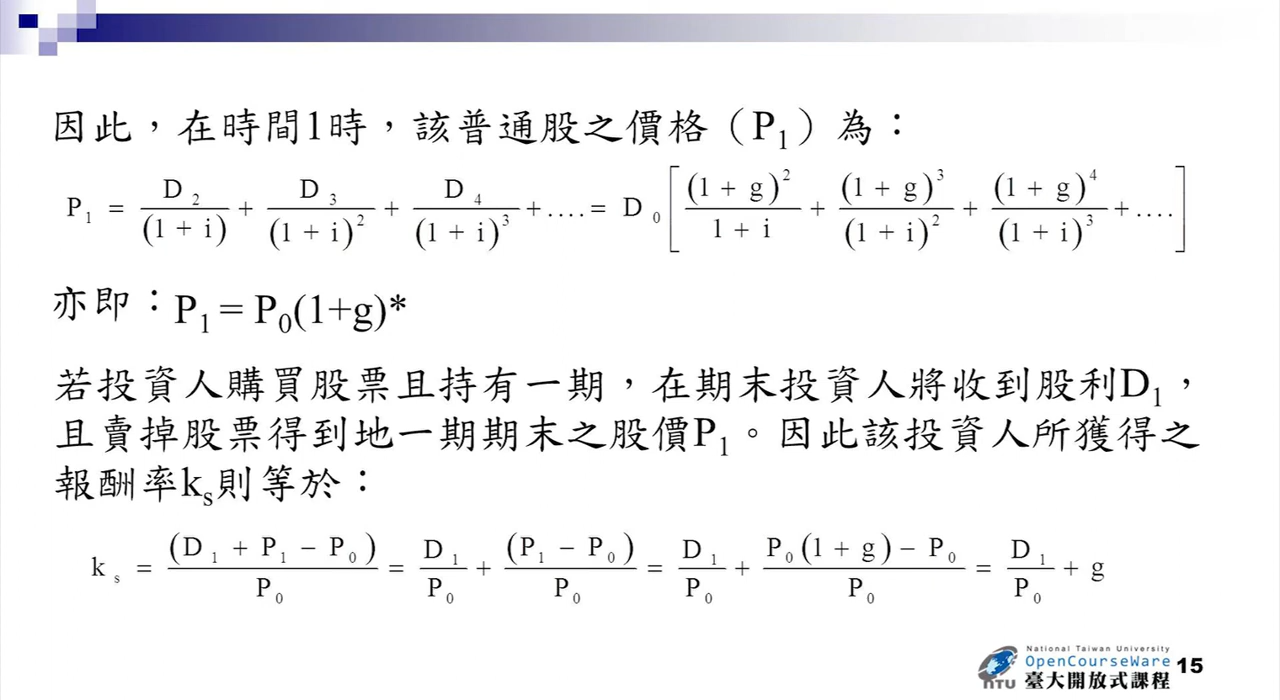 因此，在時間1時，該普通股之價格（P₁）為：
P₁ = D₂/(1 + i) + D₃/(1 + i)² + D₄/(1 + i)³ +....= D₀[(1 + g)²/1 + i + (1 + g)³/(1 + i)² + (1 + g)⁴/(1 + i)³ +....]
亦即：P₁ = P₀(1+g)*
若投資人購買股票且持有一期，在期末投資人將收到股利D₁，
且賣掉股票得到地一期期末之股價P₁。因此該投資人所獲得之
報酬率kₛ則等於：
kₛ = (D₁ + P₁ − P₀)/P₀ = D₁/P₀ + (P₁ − P₀)/P₀ = D₁/P₀ + P₀(1 + g) − P₀/P₀ = D₁/P₀ + g
National Taiwan University
OpenCourseWare
NTU 臺大開放式課程
15